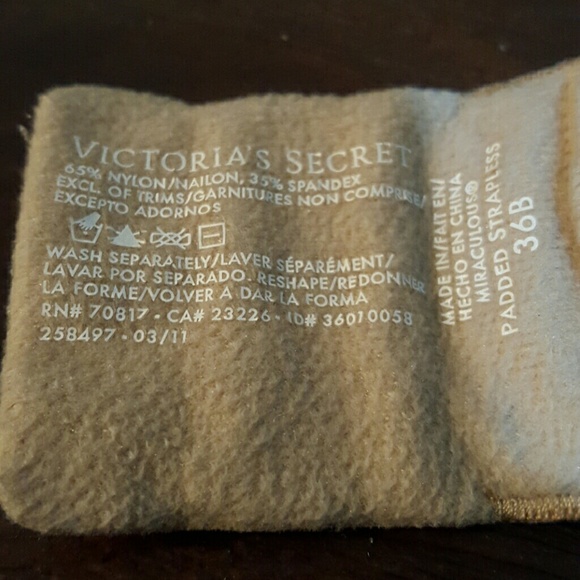 VICTORIA'S SECRET
65% NYLON/NAILON, 35% SPANDEX
EXCL. OF TRIMS/GARNITURES NON COMPRISES/
EXCEPTO ADORNOS
WASH SEPARATELY/LAVER SÉPARÉMENT/
LAVAR POR SEPARADO. RESHAPE/REDONNER
LA FORME/VOLVER A DAR LA FORMA
RN# 70817 • CA# 23226 • ID# 36010058
258497 • 03/11
MADE IN/FAIT EN/
HECHO EN CHINA
MIRACULOUS®
PADDED STRAPLESS
36B